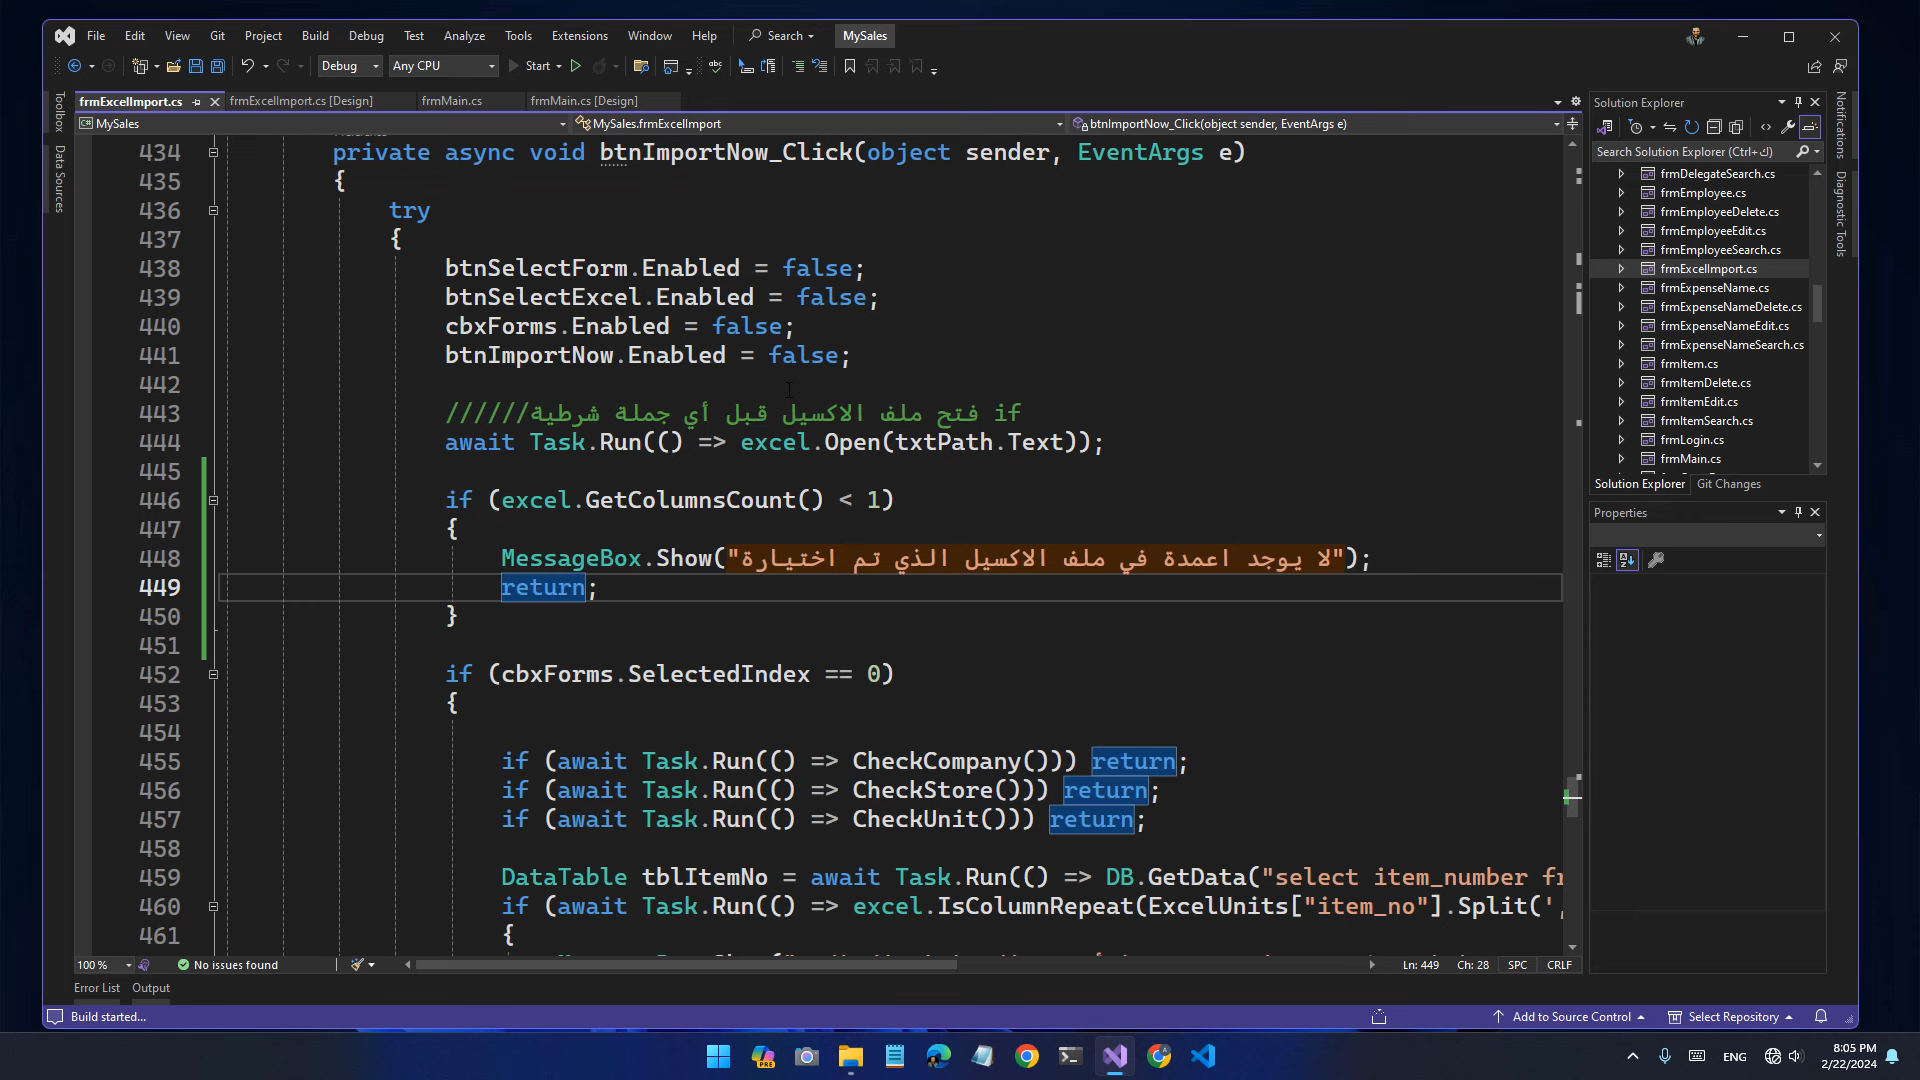 File Edit View Git Project Build Debug Test Analyze Tools Extensions Window Help Search MySales
Debug Any CPU Start
frmExcelImport.cs frmExcelImport.cs [Design] frmMain.cs frmMain.cs [Design]
MySales MySales.frmExcelImport btnImportNow_Click(object sender, EventArgs e)
Toolbox
Data Sources
434 private async void btnImportNow_Click(object sender, EventArgs e)
435 {
436 try
437 {
438 btnSelectForm.Enabled = false;
439 btnSelectExcel.Enabled = false;
440 cbxForms.Enabled = false;
441 btnImportNow.Enabled = false;
442
443 //////فتح ملف الاكسيل قبل أي جملة شرطية if
444 await Task.Run(() => excel.Open(txtPath.Text));
445
446 if (excel.GetColumnsCount() < 1)
447 {
448 MessageBox.Show("لا يوجد اعمدة في ملف الاكسيل الذي تم اختيارة");
449 return;
450 }
451
452 if (cbxForms.SelectedIndex == 0)
453 {
454
455 if (await Task.Run(() => CheckCompany())) return;
456 if (await Task.Run(() => CheckStore())) return;
457 if (await Task.Run(() => CheckUnit())) return;
458
459 DataTable tblItemNo = await Task.Run(() => DB.GetData("select item_number fr
460 if (await Task.Run(() => excel.IsColumnRepeat(ExcelUnits["item_no"].Split(',
461 {
100 % No issues found Ln: 449 Ch: 28 SPC CRLF
Error List Output
Build started... Add to Source Control Select Repository
Solution Explorer
Search Solution Explorer (Ctrl+ك)
frmDelegateSearch.cs
frmEmployee.cs
frmEmployeeDelete.cs
frmEmployeeEdit.cs
frmEmployeeSearch.cs
frmExcelImport.cs
frmExpenseName.cs
frmExpenseNameDelete.cs
frmExpenseNameEdit.cs
frmExpenseNameSearch.cs
frmItem.cs
frmItemDelete.cs
frmItemEdit.cs
frmItemSearch.cs
frmLogin.cs
frmMain.cs
Solution Explorer Git Changes
Properties
Notifications
Diagnostic Tools
PRE
ENG
8:05 PM
2/22/2024